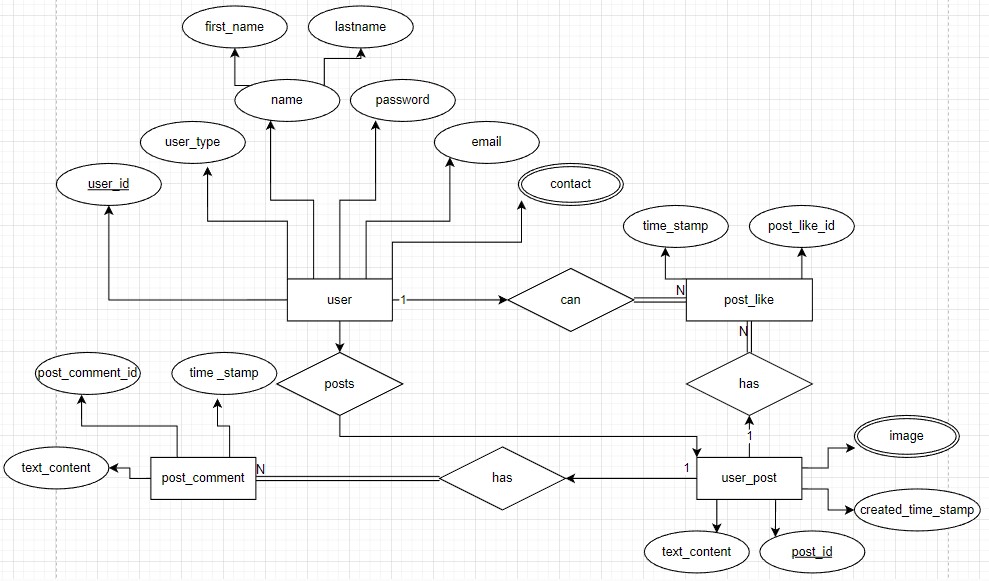 first_name
lastname
name
password
user_type
email
user_id
contact
time_stamp
post_like_id
user
1
can
N
post_like
N
post_comment_id
time _stamp
posts
has
1
image
text_content
post_comment
N
has
1
user_post
created_time_stamp
text_content
post_id